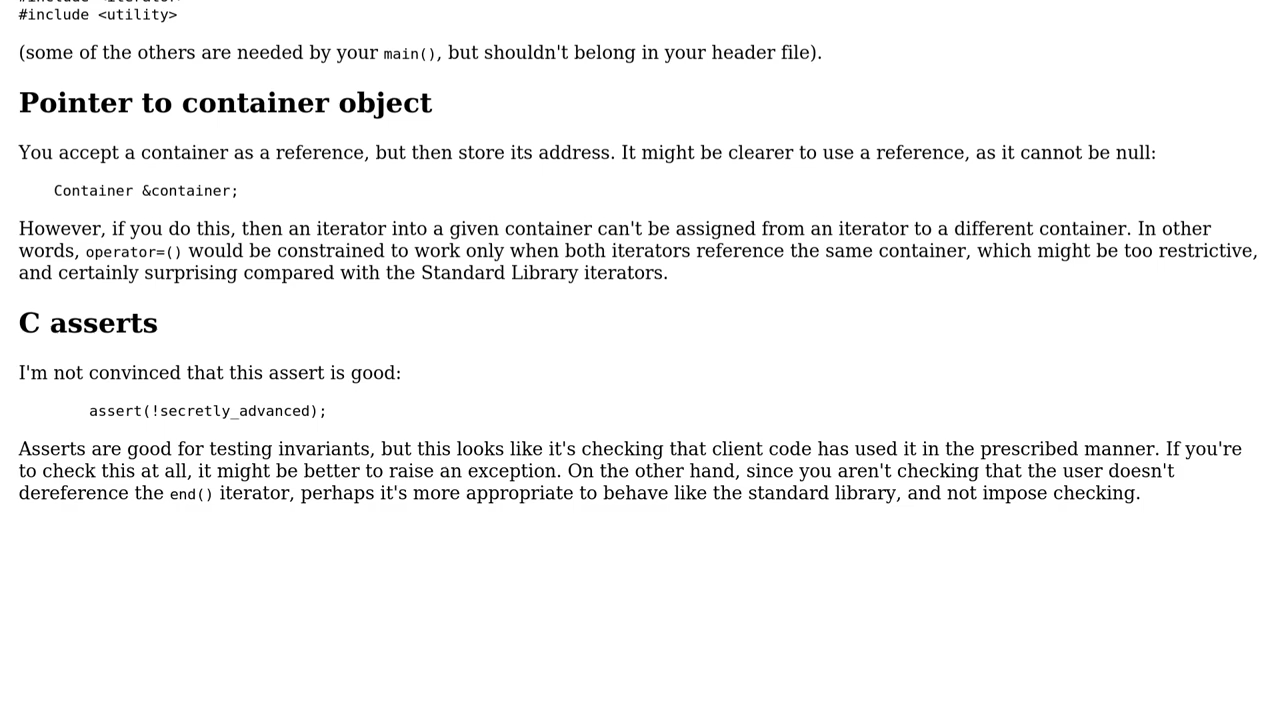 #include <iterator>
#include <utility>
(some of the others are needed by your main(), but shouldn't belong in your header file).
Pointer to container object
You accept a container as a reference, but then store its address. It might be clearer to use a reference, as it cannot be null:
Container &container;
However, if you do this, then an iterator into a given container can't be assigned from an iterator to a different container. In other
words, operator=() would be constrained to work only when both iterators reference the same container, which might be too restrictive,
and certainly surprising compared with the Standard Library iterators.
C asserts
I'm not convinced that this assert is good:
assert(!secretly_advanced);
Asserts are good for testing invariants, but this looks like it's checking that client code has used it in the prescribed manner. If you're
to check this at all, it might be better to raise an exception. On the other hand, since you aren't checking that the user doesn't
dereference the end() iterator, perhaps it's more appropriate to behave like the standard library, and not impose checking.